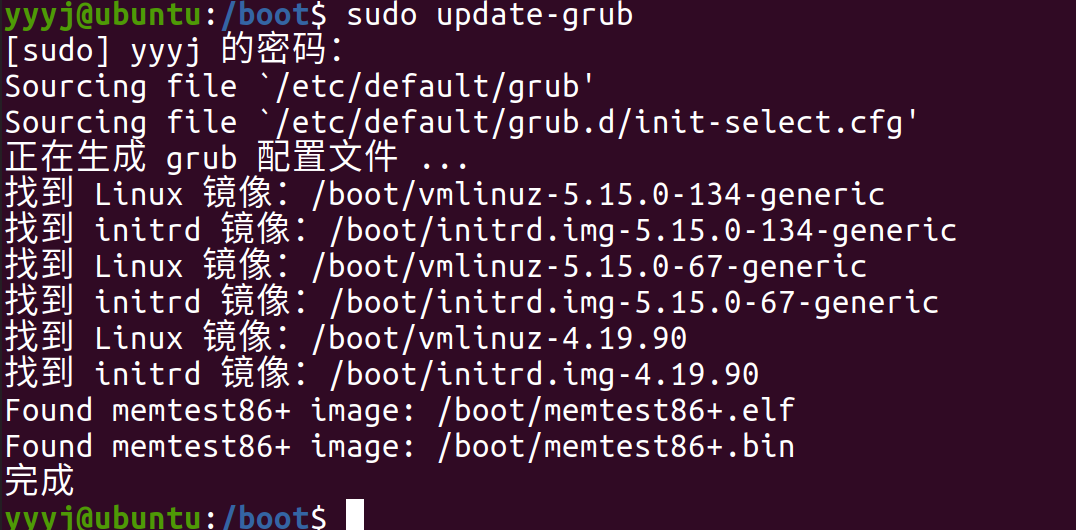 yyyj@ubuntu:/boot$ sudo update-grub
[sudo] yyyj 的密码：
Sourcing file `/etc/default/grub'
Sourcing file `/etc/default/grub.d/init-select.cfg'
正在生成 grub 配置文件 ...
找到 Linux 镜像：/boot/vmlinuz-5.15.0-134-generic
找到 initrd 镜像：/boot/initrd.img-5.15.0-134-generic
找到 Linux 镜像：/boot/vmlinuz-5.15.0-67-generic
找到 initrd 镜像：/boot/initrd.img-5.15.0-67-generic
找到 Linux 镜像：/boot/vmlinuz-4.19.90
找到 initrd 镜像：/boot/initrd.img-4.19.90
Found memtest86+ image: /boot/memtest86+.elf
Found memtest86+ image: /boot/memtest86+.bin
完成
yyyj@ubuntu:/boot$